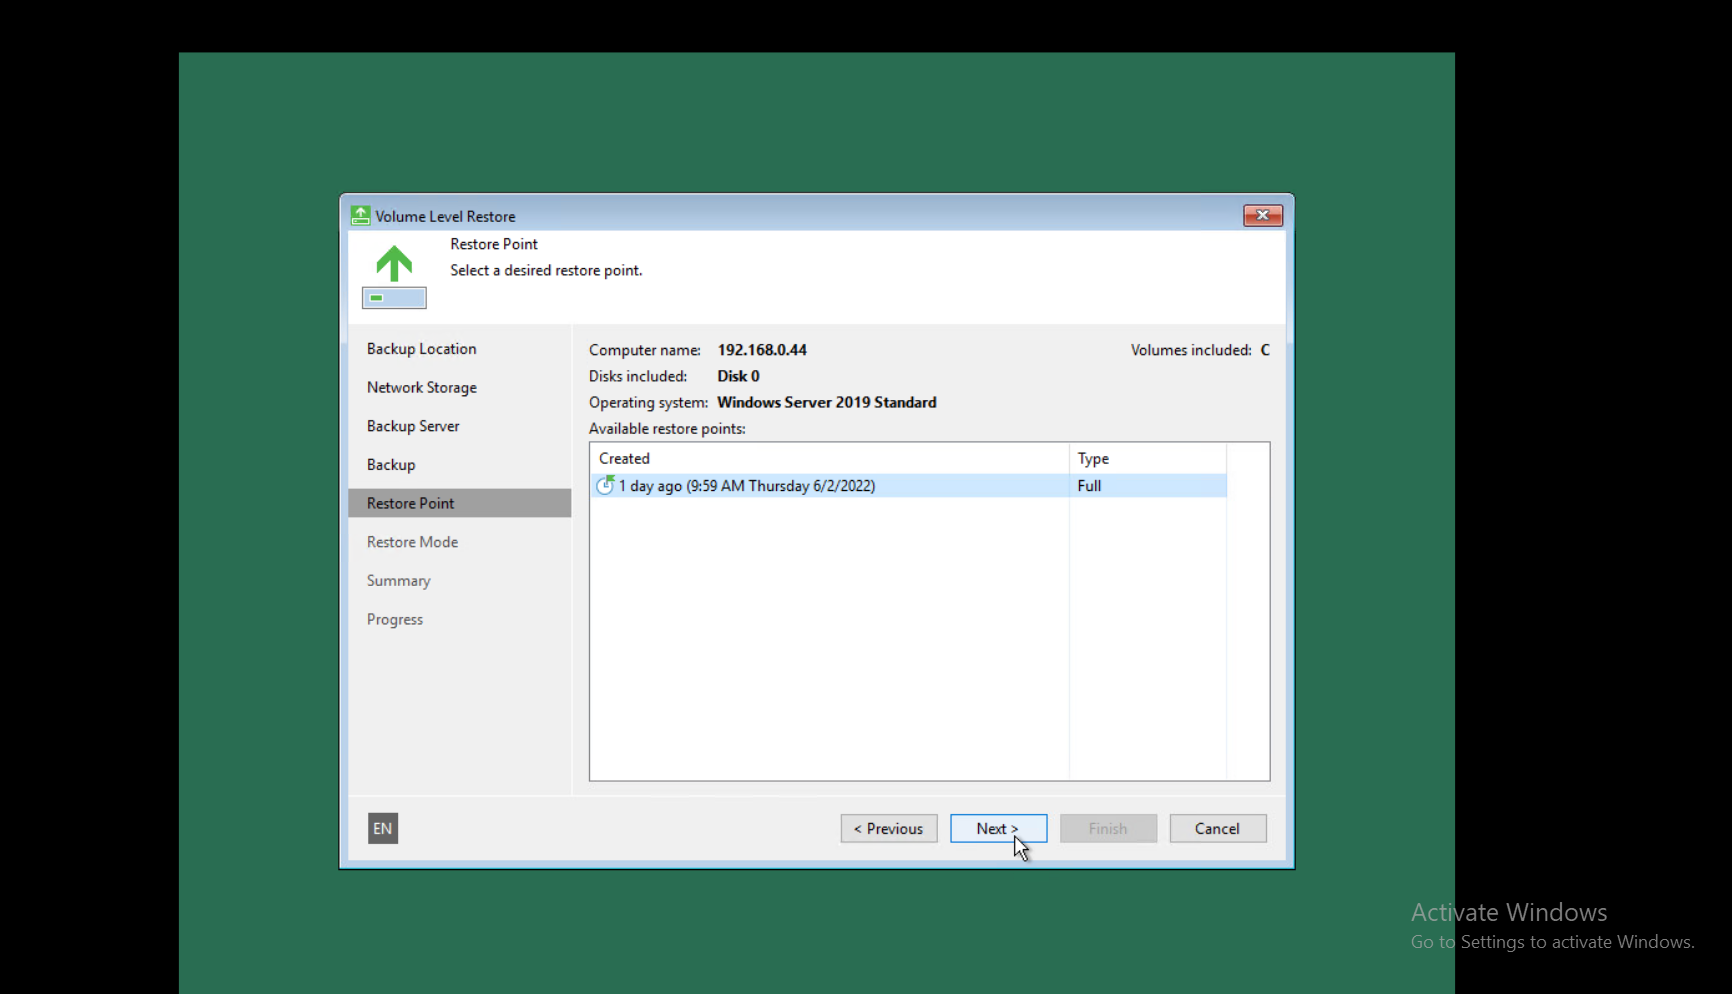 Volume Level Restore
Restore Point
Select a desired restore point.
Backup Location
Network Storage
Backup Server
Backup
Restore Point
Restore Mode
Summary
Progress
Computer name: 192.168.0.44
Volumes included: C
Disks included: Disk 0
Operating system: Windows Server 2019 Standard
Available restore points:
Created Type
1 day ago (9:59 AM Thursday 6/2/2022) Full
EN
< Previous
Next >
Finish
Cancel
Activate Windows
Go to Settings to activate Windows.